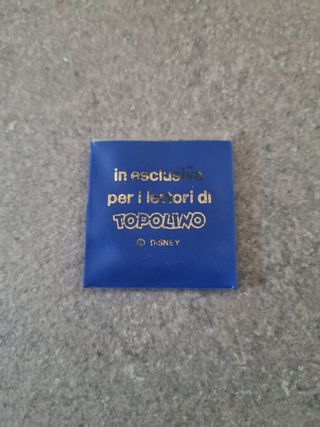 in esclusiva
per i lettori di
TOPOLINO
© DISNEY